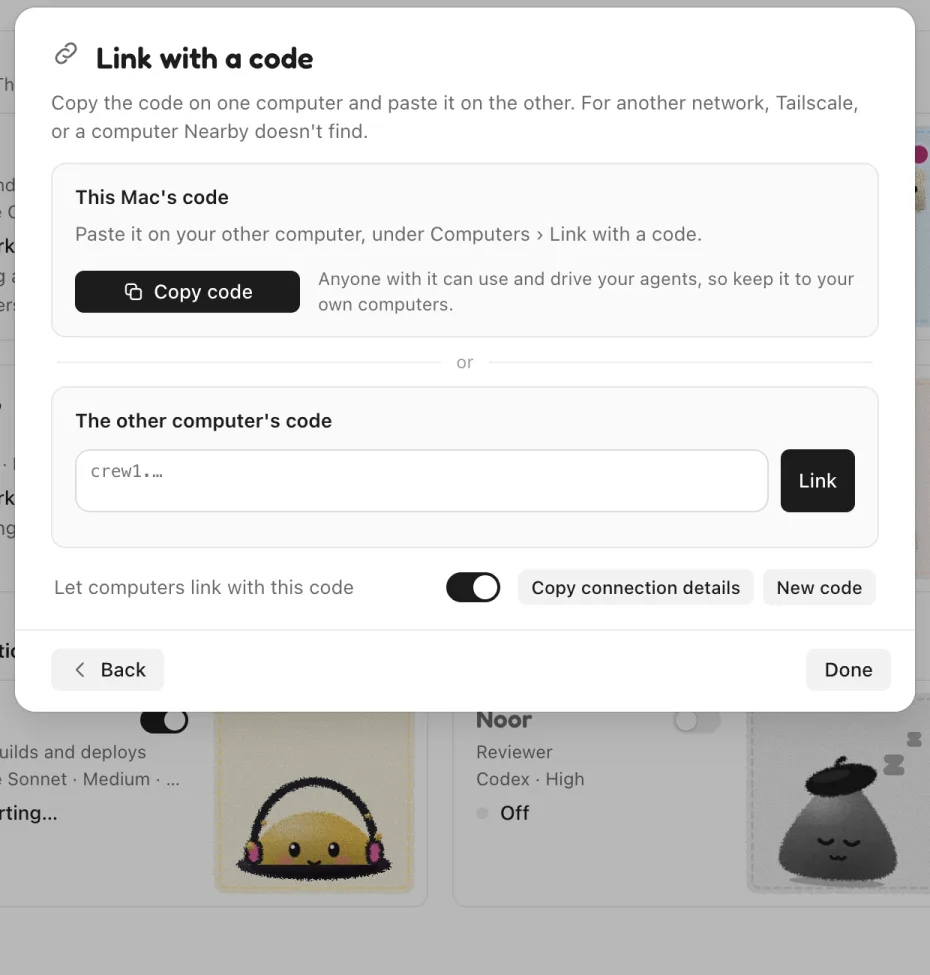 Link with a code
Copy the code on one computer and paste it on the other. For another network, Tailscale,
or a computer Nearby doesn't find.
This Mac's code
Paste it on your other computer, under Computers › Link with a code.
Copy code
Anyone with it can use and drive your agents, so keep it to your
own computers.
or
The other computer's code
crew1.…
Link
Let computers link with this code
Copy connection details
New code
Back
Done
uilds and deploys
Sonnet · Medium · ...
rting...
Noor
Reviewer
Codex · High
Off